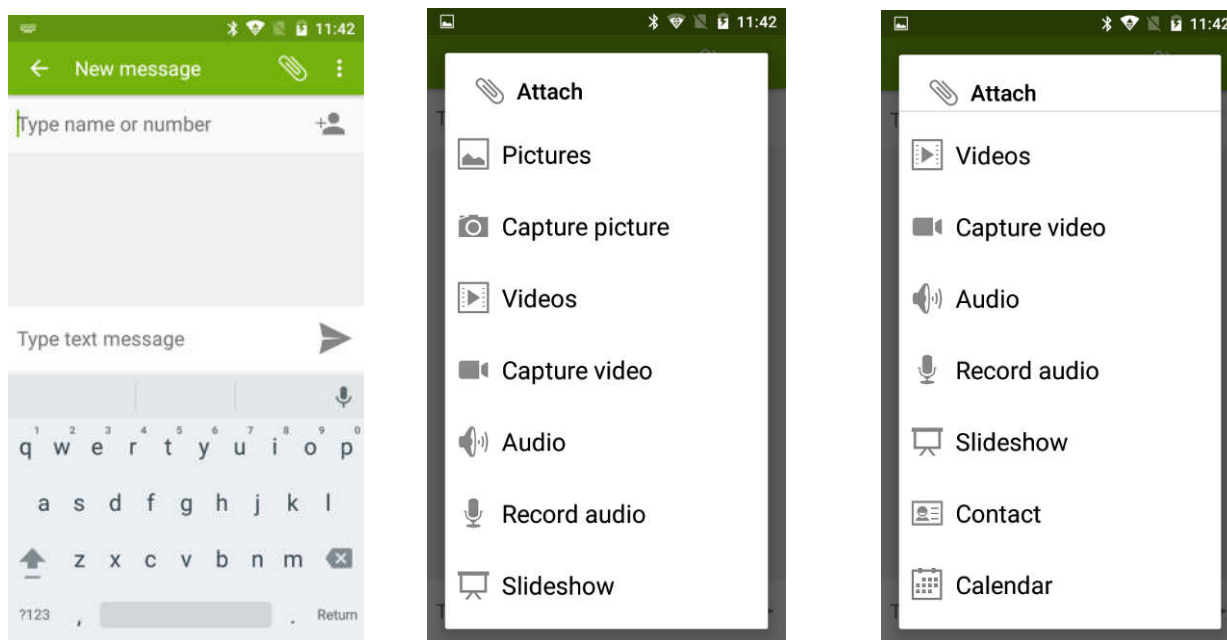 11:42
New message
Type name or number
Type text message
1 2 3 4 5 6 7 8 9 0
q w e r t y u i o p
a s d f g h j k l
z x c v b n m
?123 , . Return
11:42
Attach
T
Pictures
Capture picture
Videos
Capture video
Audio
Record audio
Slideshow
T
11:42
Attach
T
Videos
Capture video
Audio
Record audio
Slideshow
Contact
Calendar
T